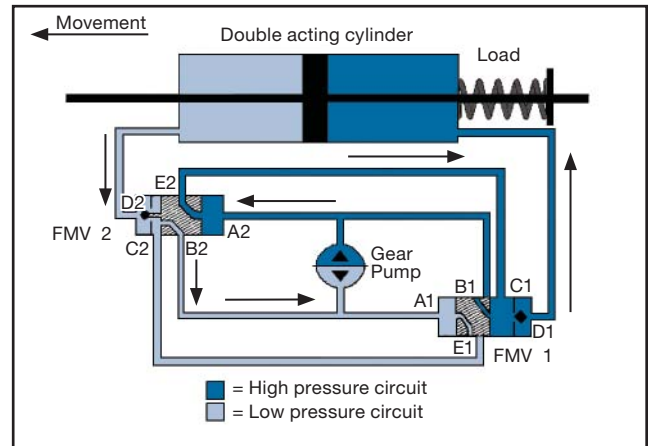 Movement
Double acting cylinder
Load
E2
D2
FMV 2
C2
B2
A2
Gear
Pump
A1
B1
C1
D1
E1
FMV 1
= High pressure circuit
= Low pressure circuit